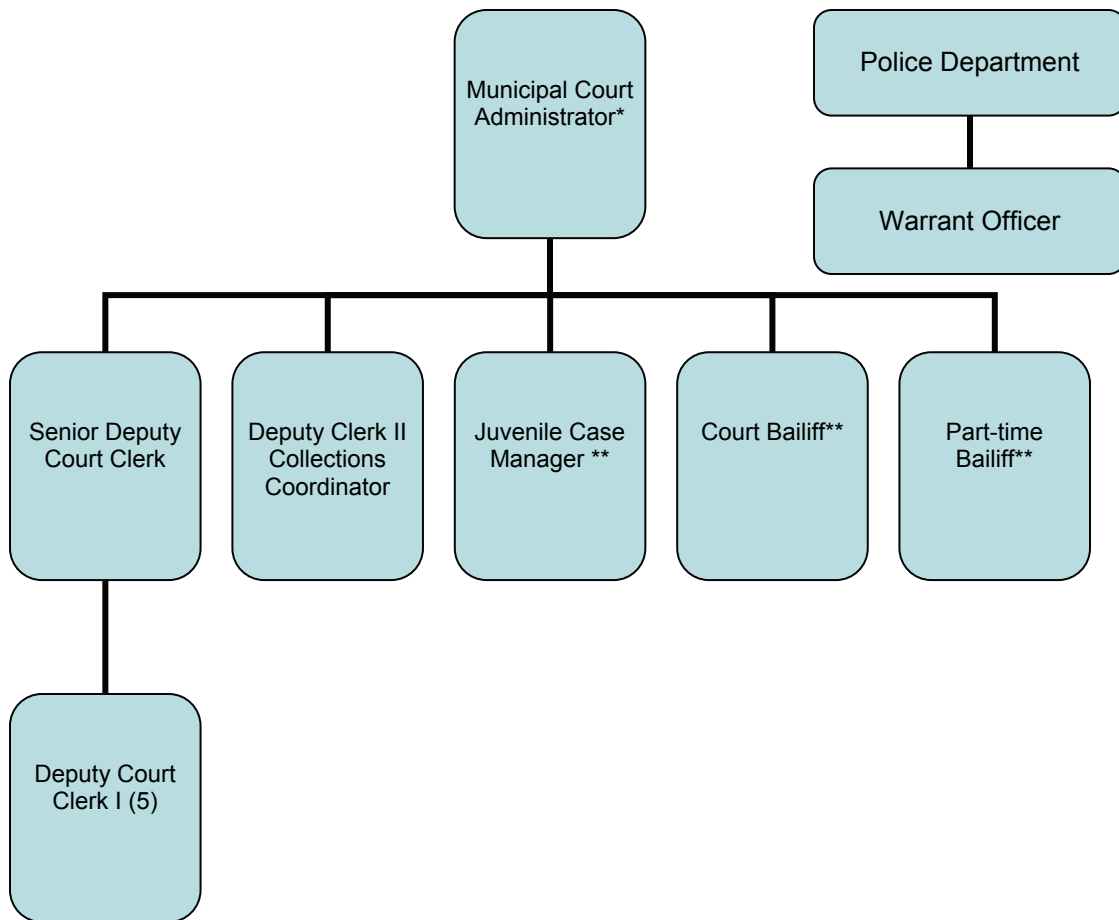 Municipal Court
Administrator*
Police Department
Warrant Officer
Senior Deputy
Court Clerk
Deputy Clerk II
Collections
Coordinator
Juvenile Case
Manager **
Court Bailiff**
Part-time
Bailiff**
Deputy Court
Clerk I (5)